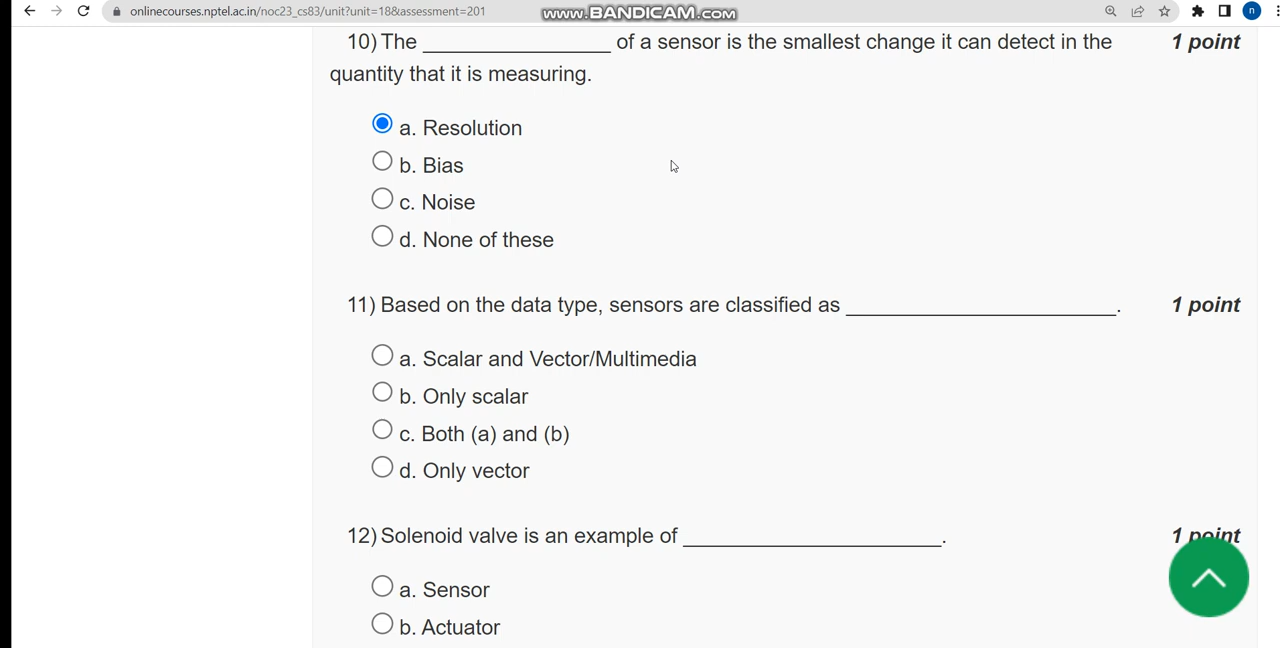 onlinecourses.nptel.ac.in/noc23_cs83/unit?unit=18&assessment=201
www.BANDICAM.com
n
10) The _________________ of a sensor is the smallest change it can detect in the 1 point
quantity that it is measuring.
a. Resolution
b. Bias
c. Noise
d. None of these
11) Based on the data type, sensors are classified as ________________________. 1 point
a. Scalar and Vector/Multimedia
b. Only scalar
c. Both (a) and (b)
d. Only vector
12) Solenoid valve is an example of _______________________. 1 point
a. Sensor
b. Actuator